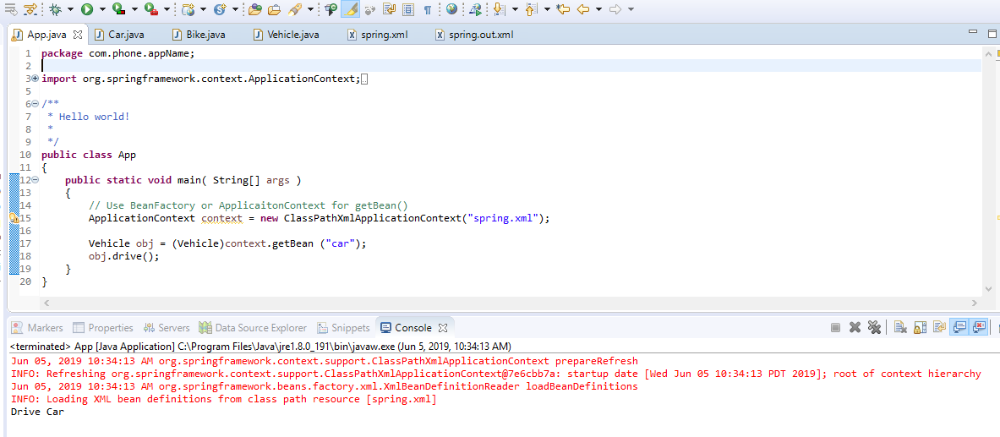 App.java
Car.java
Bike.java
Vehicle.java
spring.xml
spring.out.xml
1 package com.phone.appName;
2
3 import org.springframework.context.ApplicationContext;
5
6 /**
7  * Hello world!
8  *
9  */
10 public class App
11 {
12     public static void main( String[] args )
13     {
14         // Use BeanFactory or ApplicaitonContext for getBean()
15         ApplicationContext context = new ClassPathXmlApplicationContext("spring.xml");
16
17         Vehicle obj = (Vehicle)context.getBean ("car");
18         obj.drive();
19     }
20 }
Markers
Properties
Servers
Data Source Explorer
Snippets
Console
<terminated> App [Java Application] C:\Program Files\Java\jre1.8.0_191\bin\javaw.exe (Jun 5, 2019, 10:34:13 AM)
Jun 05, 2019 10:34:13 AM org.springframework.context.support.ClassPathXmlApplicationContext prepareRefresh
INFO: Refreshing org.springframework.context.support.ClassPathXmlApplicationContext@7e6cbb7a: startup date [Wed Jun 05 10:34:13 PDT 2019]; root of context hierarchy
Jun 05, 2019 10:34:13 AM org.springframework.beans.factory.xml.XmlBeanDefinitionReader loadBeanDefinitions
INFO: Loading XML bean definitions from class path resource [spring.xml]
Drive Car